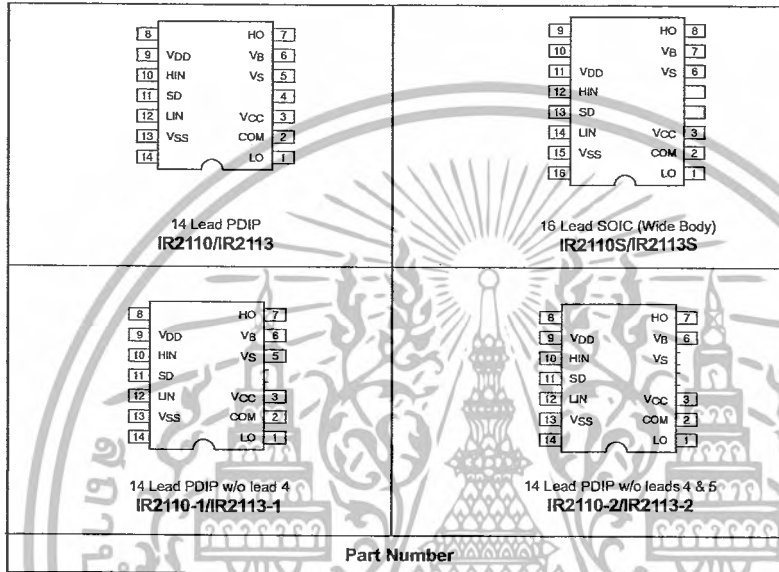 8 HO 7
9 VDD VB 6
10 HIN VS 5
11 SD 4
12 LIN VCC 3
13 VSS COM 2
14 LO 1
14 Lead PDIP
IR2110/IR2113
9 HO 8
10 VB 7
11 VDD VS 6
12 HIN
13 SD
14 LIN VCC 3
15 VSS COM 2
16 LO 1
16 Lead SOIC (Wide Body)
IR2110S/IR2113S
8 HO 7
9 VDD VB 6
10 HIN VS 5
11 SD
12 LIN VCC 3
13 VSS COM 2
14 LO 1
14 Lead PDIP w/o lead 4
IR2110-1/IR2113-1
8 HO 7
9 VDD VB 6
10 HIN VS
11 SD
12 LIN VCC 3
13 VSS COM 2
14 LO 1
14 Lead PDIP w/o leads 4 & 5
IR2110-2/IR2113-2
Part Number